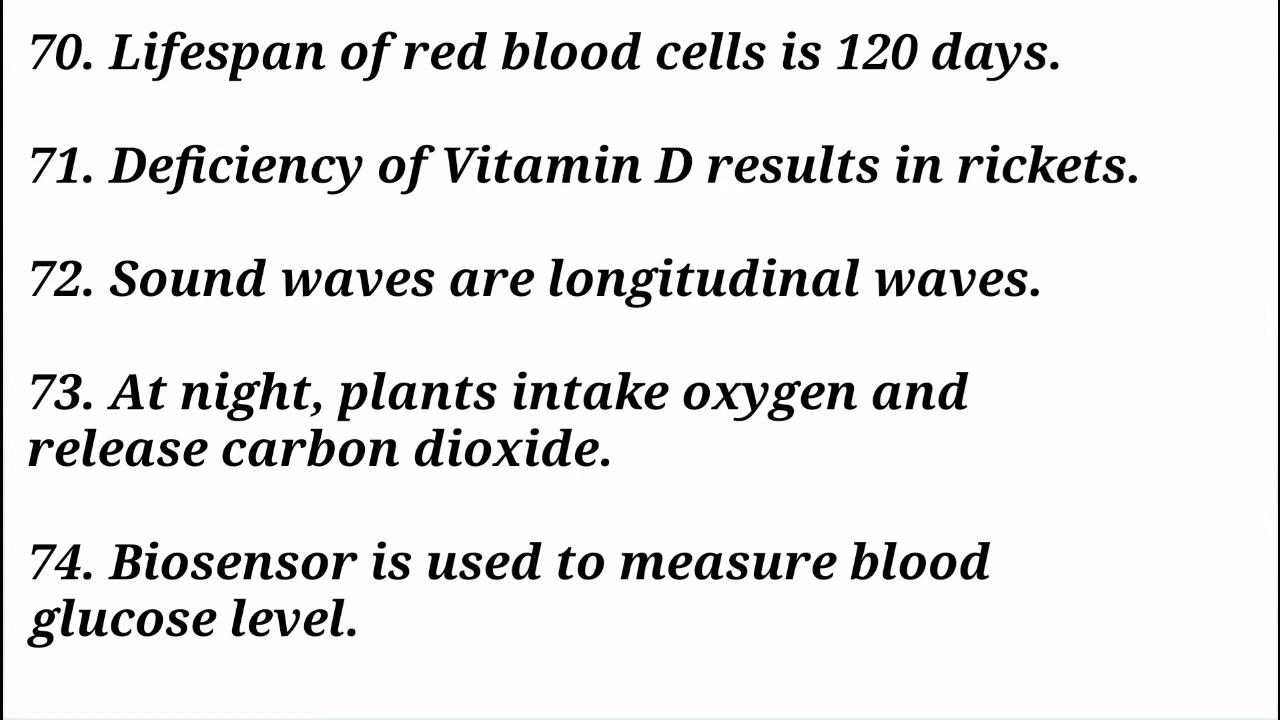 70. Lifespan of red blood cells is 120 days.
71. Deficiency of Vitamin D results in rickets.
72. Sound waves are longitudinal waves.
73. At night, plants intake oxygen and
release carbon dioxide.
74. Biosensor is used to measure blood
glucose level.